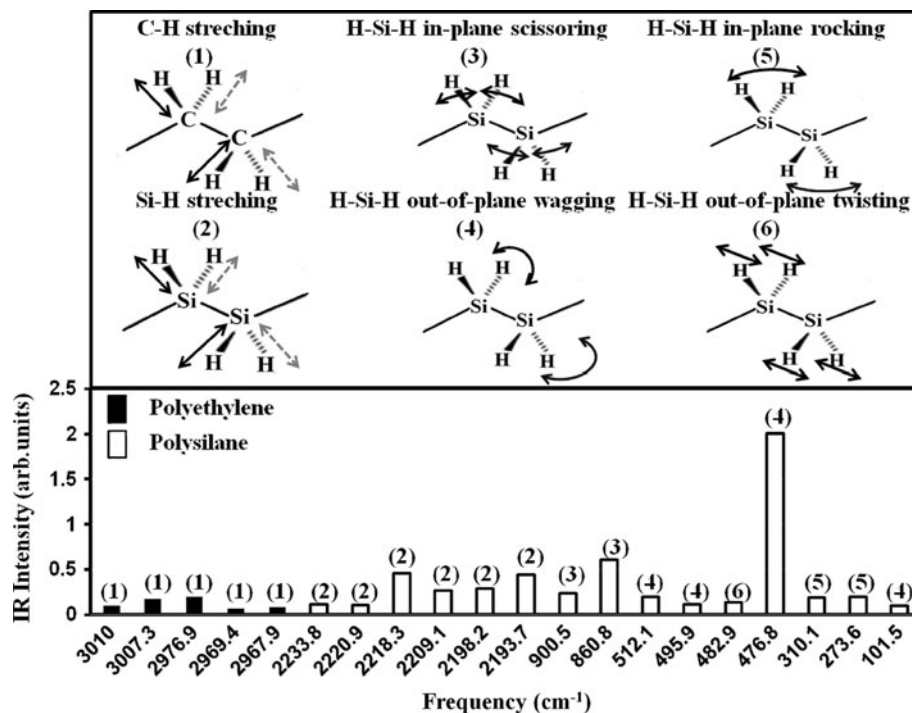 C-H streching H-Si-H in-plane scissoring H-Si-H in-plane rocking
(1) (3) (5)
H H H H H H
C Si Si
C Si Si
H H H H H H
Si-H streching H-Si-H out-of-plane wagging H-Si-H out-of-plane twisting
(2) (4) (6)
H H H H H H
Si Si Si
Si Si Si
H H H H H H
IR Intensity (arb.units)
2.5
2
1.5
1
0.5
0
Polyethylene
Polysilane
(1) (1) (1) (1) (1) (2) (2) (2) (2) (2) (2) (3) (3) (4) (4) (6) (4) (5) (5) (4)
3010 3007.3 2976.9 2969.4 2967.9 2233.8 2220.9 2218.3 2209.1 2198.2 2193.7 900.5 860.8 512.1 495.9 482.9 476.8 310.1 273.6 101.5
Frequency (cm⁻¹)